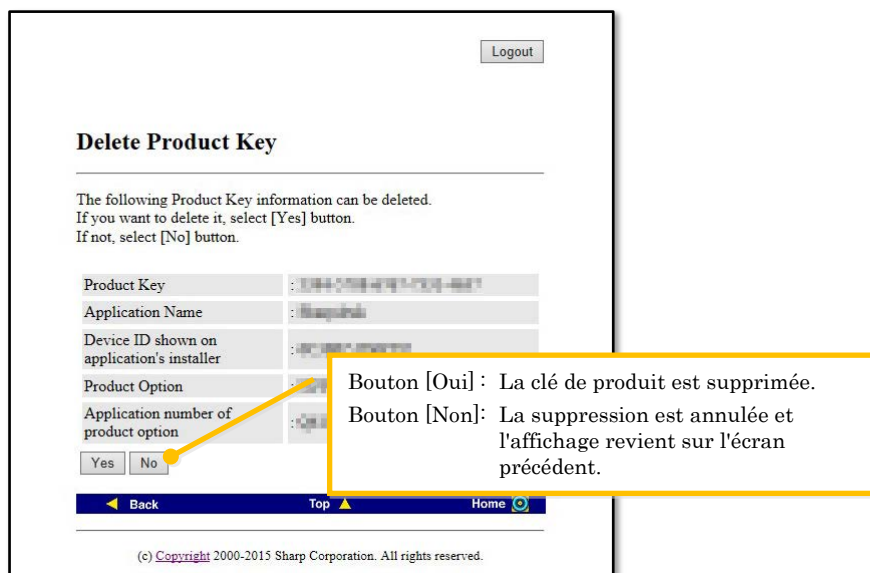 Logout
Delete Product Key
The following Product Key information can be deleted.
If you want to delete it, select [Yes] button.
If not, select [No] button.
Product Key :
Application Name :
Device ID shown on
application's installer :
Product Option :
Application number of
product option :
Bouton [Oui] : La clé de produit est supprimée.
Bouton [Non]: La suppression est annulée et
l'affichage revient sur l'écran
précédent.
Yes No
Back Top Home
(c) Copyright 2000-2015 Sharp Corporation. All rights reserved.